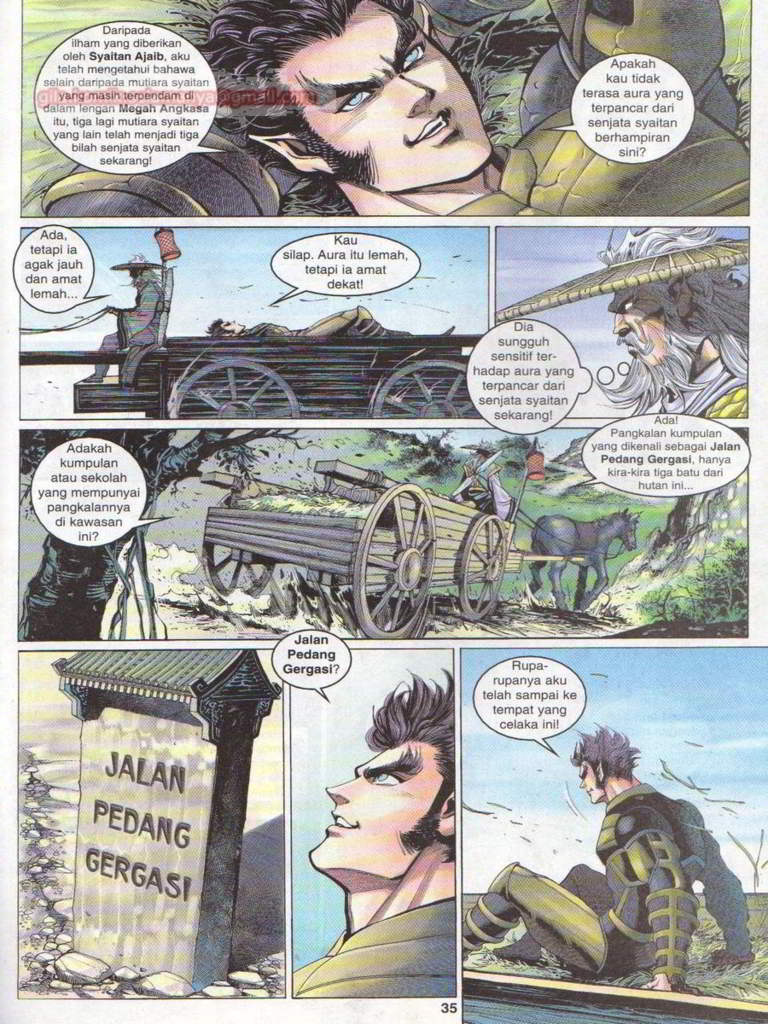 Daripada
ilham yang diberikan
oleh Syaitan Ajaib, aku
telah mengetahui bahawa
selain daripada mutiara syaitan
yang masih terpendam di
dalam lengan Megah Angkasa
itu, tiga lagi mutiara syaitan
yang lain telah menjadi tiga
bilah senjata syaitan
sekarang!
Apakah
kau tidak
terasa aura yang
terpancar dari
senjata syaitan
berhampiran
sini?
Ada,
tetapi ia
agak jauh
dan amat
lemah...
Kau
silap. Aura itu lemah,
tetapi ia amat
dekat!
Dia
sungguh
sensitif ter-
hadap aura yang
terpancar dari
senjata syaitan
sekarang!
Adakah
kumpulan
atau sekolah
yang mempunyai
pangkalannya
di kawasan
ini?
Ada!
Pangkalan kumpulan
yang dikenali sebagai Jalan
Pedang Gergasi, hanya
kira-kira tiga batu dari
hutan ini...
JALAN
PEDANG
GERGASI
Jalan
Pedang
Gergasi?
Rupa-
rupanya aku
telah sampai ke
tempat yang
celaka ini!
35